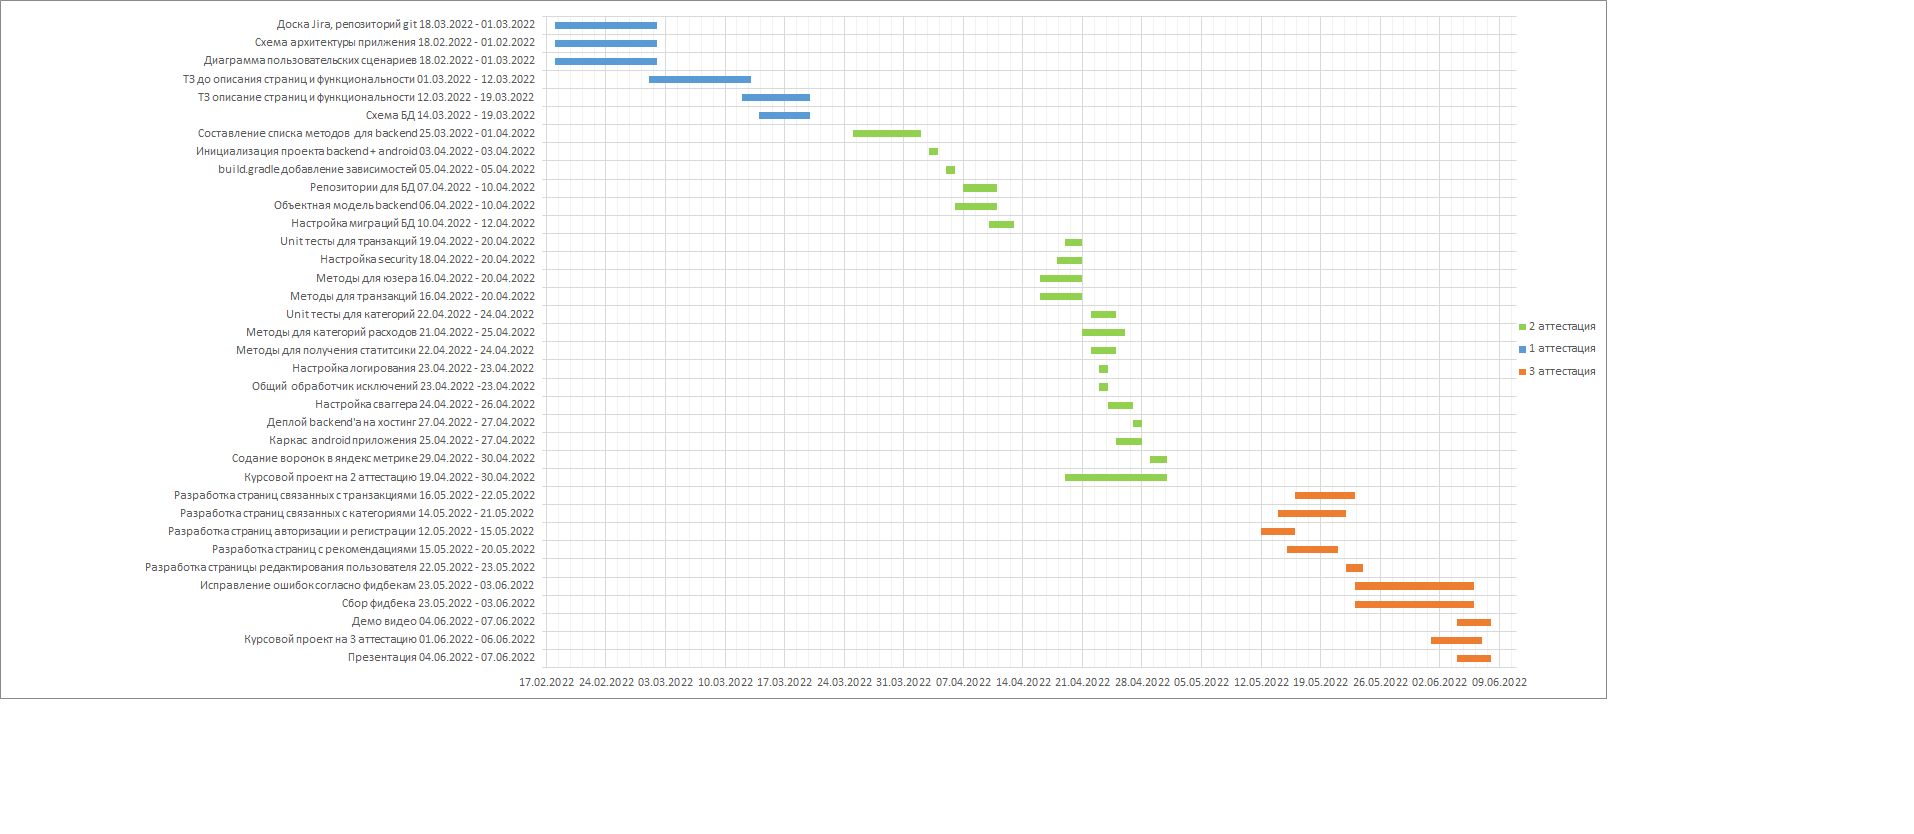 Доска Jira, репозиторий git 18.03.2022 - 01.03.2022
Схема архитектуры прилжения 18.02.2022 - 01.02.2022
Диаграмма пользовательских сценариев 18.02.2022 - 01.03.2022
ТЗ до описания страниц и функциональности 01.03.2022 - 12.03.2022
ТЗ описание страниц и функциональности 12.03.2022 - 19.03.2022
Схема БД 14.03.2022 - 19.03.2022
Составление списка методов для backend 25.03.2022 - 01.04.2022
Инициализация проекта backend + android 03.04.2022 - 03.04.2022
build.gradle добавление зависимостей 05.04.2022 - 05.04.2022
Репозитории для БД 07.04.2022 - 10.04.2022
Объектная модель backend 06.04.2022 - 10.04.2022
Настройка миграций БД 10.04.2022 - 12.04.2022
Unit тесты для транзакций 19.04.2022 - 20.04.2022
Настройка security 18.04.2022 - 20.04.2022
Методы для юзера 16.04.2022 - 20.04.2022
Методы для транзакций 16.04.2022 - 20.04.2022
Unit тесты для категорий 22.04.2022 - 24.04.2022
Методы для категорий расходов 21.04.2022 - 25.04.2022
Методы для получения статитсики 22.04.2022 - 24.04.2022
Настройка логирования 23.04.2022 - 23.04.2022
Общий обработчик исключений 23.04.2022 -23.04.2022
Настройка сваггера 24.04.2022 - 26.04.2022
Деплой backend'а на хостинг 27.04.2022 - 27.04.2022
Каркас android приложения 25.04.2022 - 27.04.2022
Содание воронок в яндекс метрике 29.04.2022 - 30.04.2022
Курсовой проект на 2 аттестацию 19.04.2022 - 30.04.2022
Разработка страниц связанных с транзакциями 16.05.2022 - 22.05.2022
Разработка страниц связанных с категориями 14.05.2022 - 21.05.2022
Разработка страниц авторизации и регистрации 12.05.2022 - 15.05.2022
Разработка страниц с рекомендациями 15.05.2022 - 20.05.2022
Разработка страницы редактирования пользователя 22.05.2022 - 23.05.2022
Исправление ошибок согласно фидбекам 23.05.2022 - 03.06.2022
Сбор фидбека 23.05.2022 - 03.06.2022
Демо видео 04.06.2022 - 07.06.2022
Курсовой проект на 3 аттестацию 01.06.2022 - 06.06.2022
Презентация 04.06.2022 - 07.06.2022
17.02.2022 24.02.2022 03.03.2022 10.03.2022 17.03.2022 24.03.2022 31.03.2022 07.04.2022 14.04.2022 21.04.2022 28.04.2022 05.05.2022 12.05.2022 19.05.2022 26.05.2022 02.06.2022 09.06.2022
2 аттестация
1 аттестация
3 аттестация